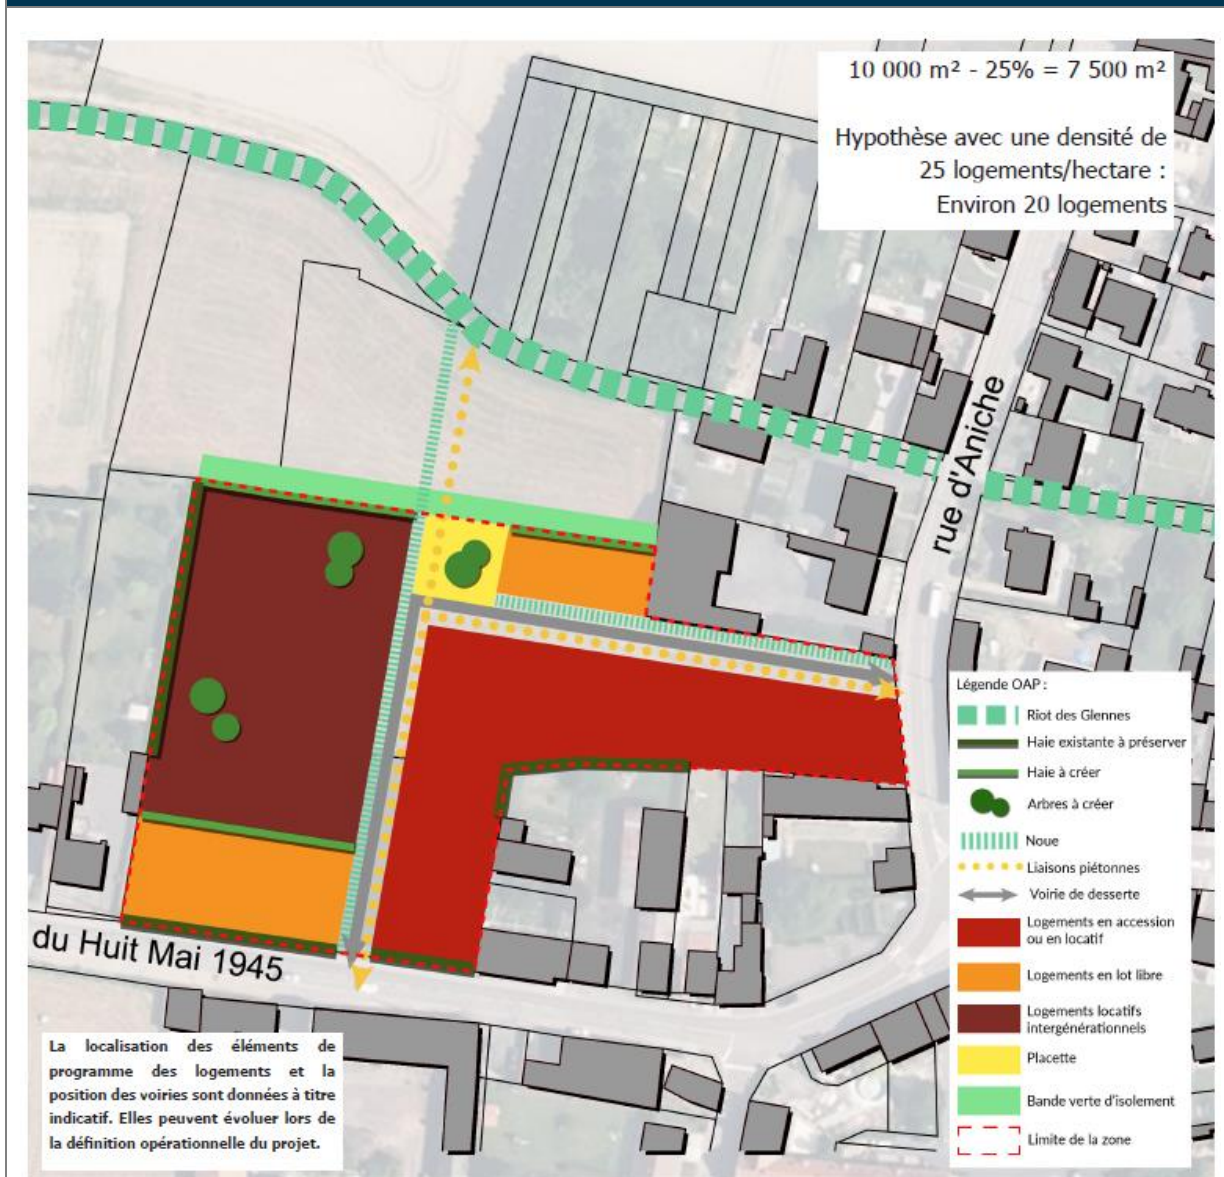 10 000 m² - 25% = 7 500 m²
Hypothèse avec une densité de
25 logements/hectare :
Environ 20 logements
rue d'Aniche
du Huit Mai 1945
Légende OAP :
Riot des Glennes
Haie existante à préserver
Haie à créer
Arbres à créer
Noue
Liaisons piétonnes
Voirie de desserte
Logements en accession
ou en locatif
Logements en lot libre
Logements locatifs
intergénérationnels
Placette
Bande verte d'isolement
Limite de la zone
La localisation des éléments de
programme des logements et la
position des voiries sont données à titre
indicatif. Elles peuvent évoluer lors de
la définition opérationnelle du projet.